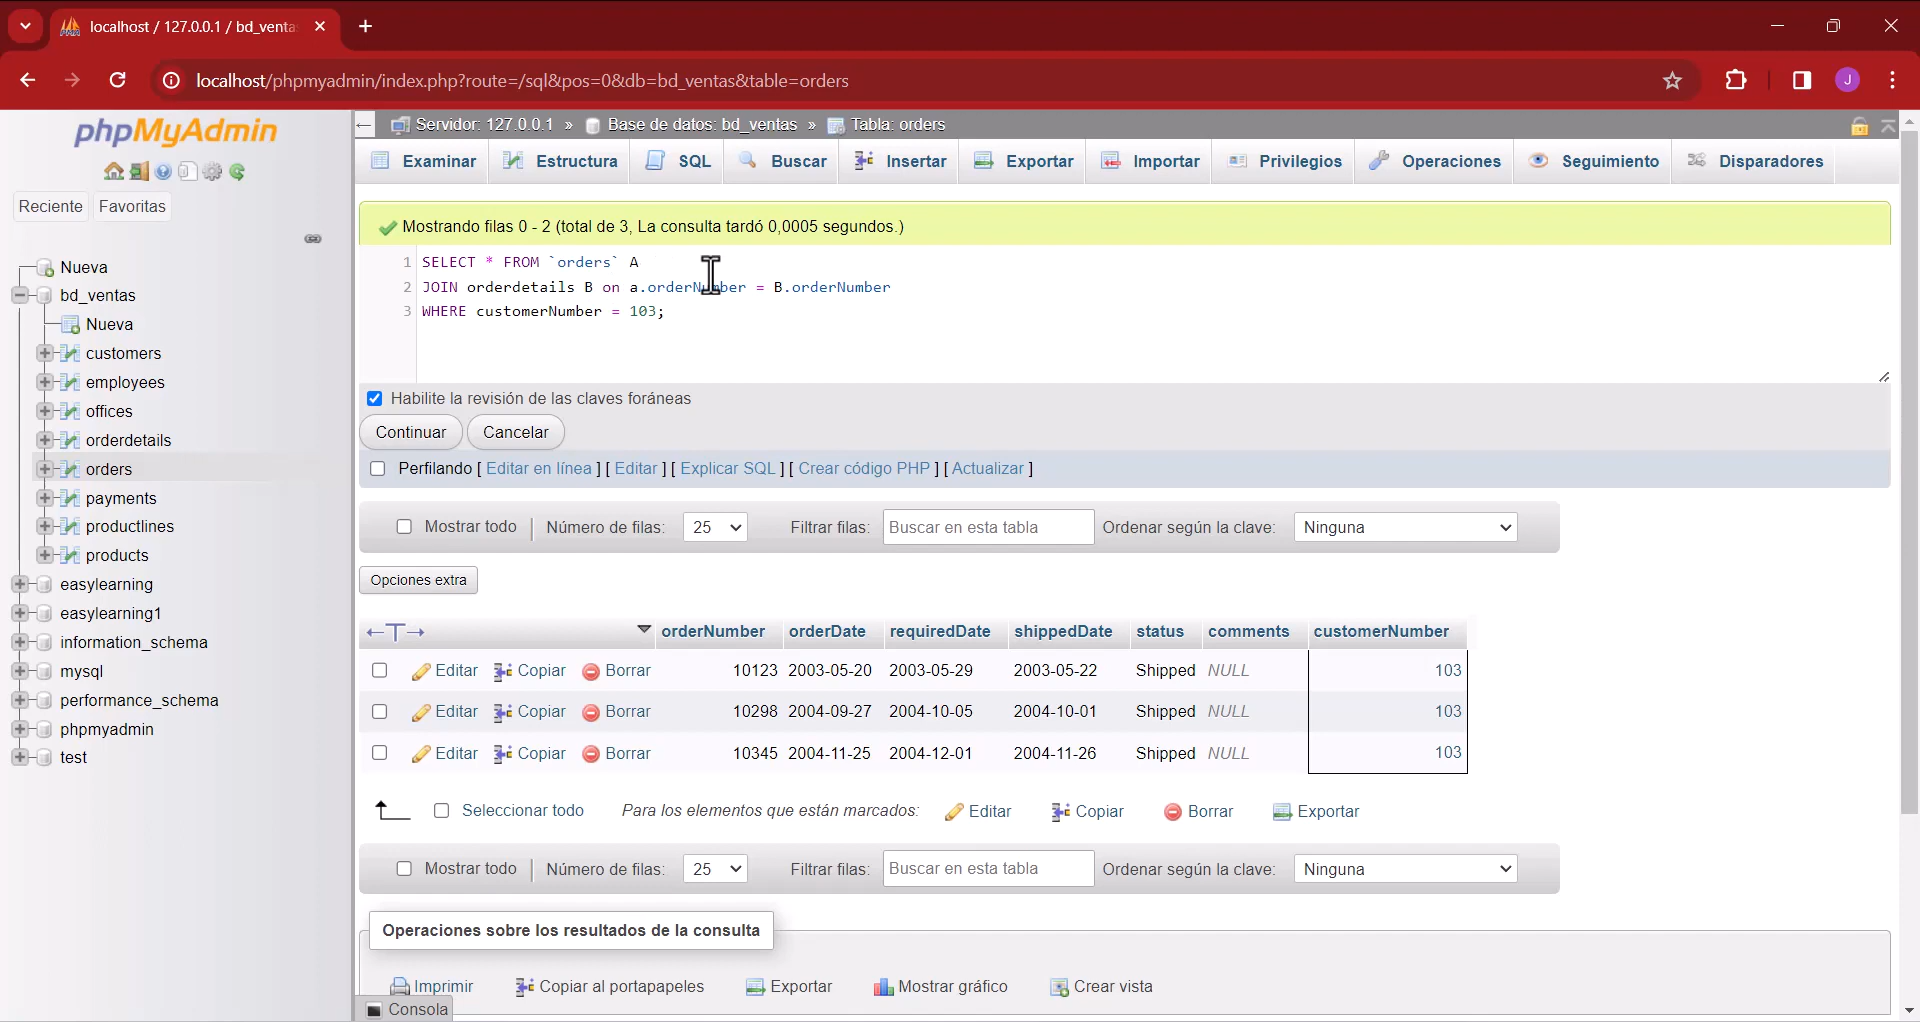 localhost / 127.0.0.1 / bd_venta
localhost/phpmyadmin/index.php?route=/sql&pos=0&db=bd_ventas&table=orders
J
phpMyAdmin
Reciente
Favoritas
Nueva
bd_ventas
Nueva
customers
employees
offices
orderdetails
orders
payments
productlines
products
easylearning
easylearning1
information_schema
mysql
performance_schema
phpmyadmin
test
Servidor: 127.0.0.1 » Base de datos: bd_ventas » Tabla: orders
Examinar Estructura SQL Buscar Insertar Exportar Importar Privilegios Operaciones Seguimiento Disparadores
Mostrando filas 0 - 2 (total de 3, La consulta tardó 0,0005 segundos.)
1 SELECT * FROM `orders` A
2 JOIN orderdetails B on a.orderNumber = B.orderNumber
3 WHERE customerNumber = 103;
Habilite la revisión de las claves foráneas
Continuar Cancelar
Perfilando [ Editar en línea ] [ Editar ] [ Explicar SQL ] [ Crear código PHP ] [ Actualizar ]
Mostrar todo Número de filas: 25 Filtrar filas: Buscar en esta tabla Ordenar según la clave: Ninguna
Opciones extra
←T→ orderNumber orderDate requiredDate shippedDate status comments customerNumber
Editar Copiar Borrar 10123 2003-05-20 2003-05-29 2003-05-22 Shipped NULL 103
Editar Copiar Borrar 10298 2004-09-27 2004-10-05 2004-10-01 Shipped NULL 103
Editar Copiar Borrar 10345 2004-11-25 2004-12-01 2004-11-26 Shipped NULL 103
Seleccionar todo Para los elementos que están marcados: Editar Copiar Borrar Exportar
Mostrar todo Número de filas: 25 Filtrar filas: Buscar en esta tabla Ordenar según la clave: Ninguna
Operaciones sobre los resultados de la consulta
Imprimir Copiar al portapapeles Exportar Mostrar gráfico Crear vista
Consola